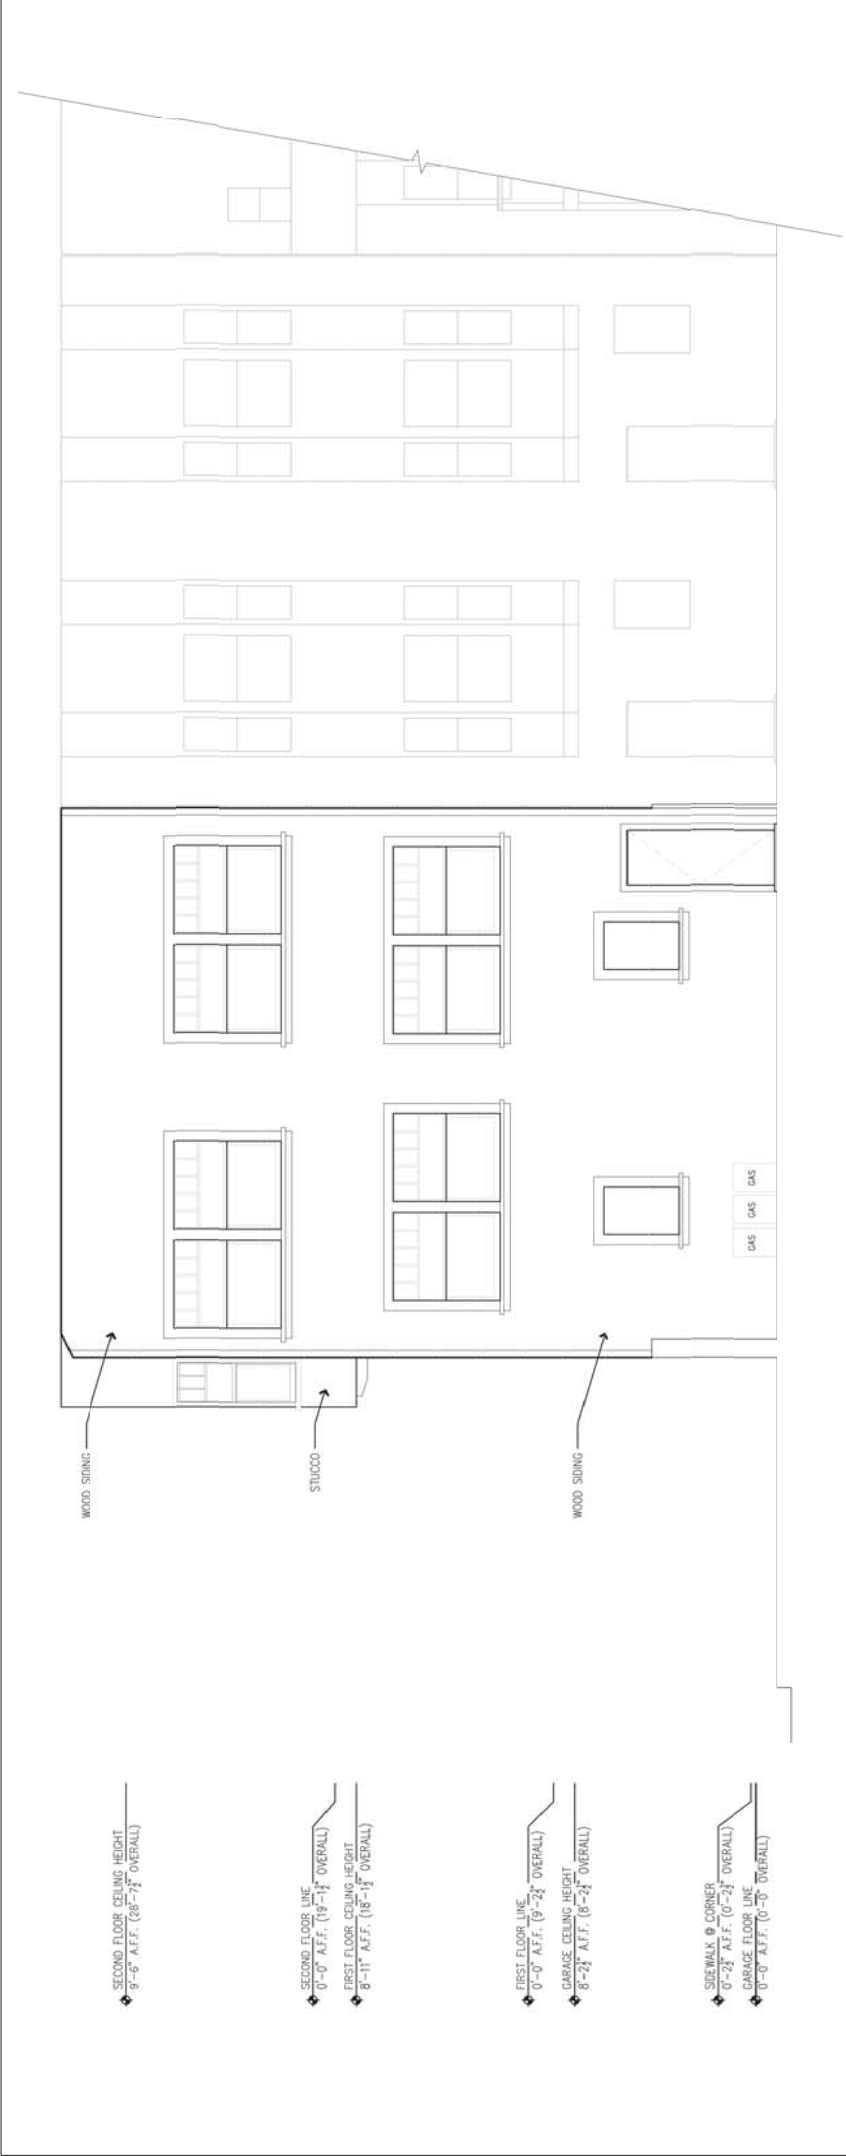 SECOND FLOOR CEILING HEIGHT
9'-6" A.F.F. (28'-7½" OVERALL)
SECOND FLOOR LINE
0'-0" A.F.F. (19'-1½" OVERALL)
FIRST FLOOR CEILING HEIGHT
8'-11" A.F.F. (18'-1½" OVERALL)
FIRST FLOOR LINE
0'-0" A.F.F. (9'-2½" OVERALL)
GARAGE CEILING HEIGHT
8'-2½" A.F.F. (8'-2½" OVERALL)
SIDEWALK @ CORNER
0'-2½" A.F.F. (0'-2½" OVERALL)
GARAGE FLOOR LINE
0'-0" A.F.F. (0'-0" OVERALL)
WOOD SIDING
STUCCO
WOOD SIDING
GAS
GAS
GAS